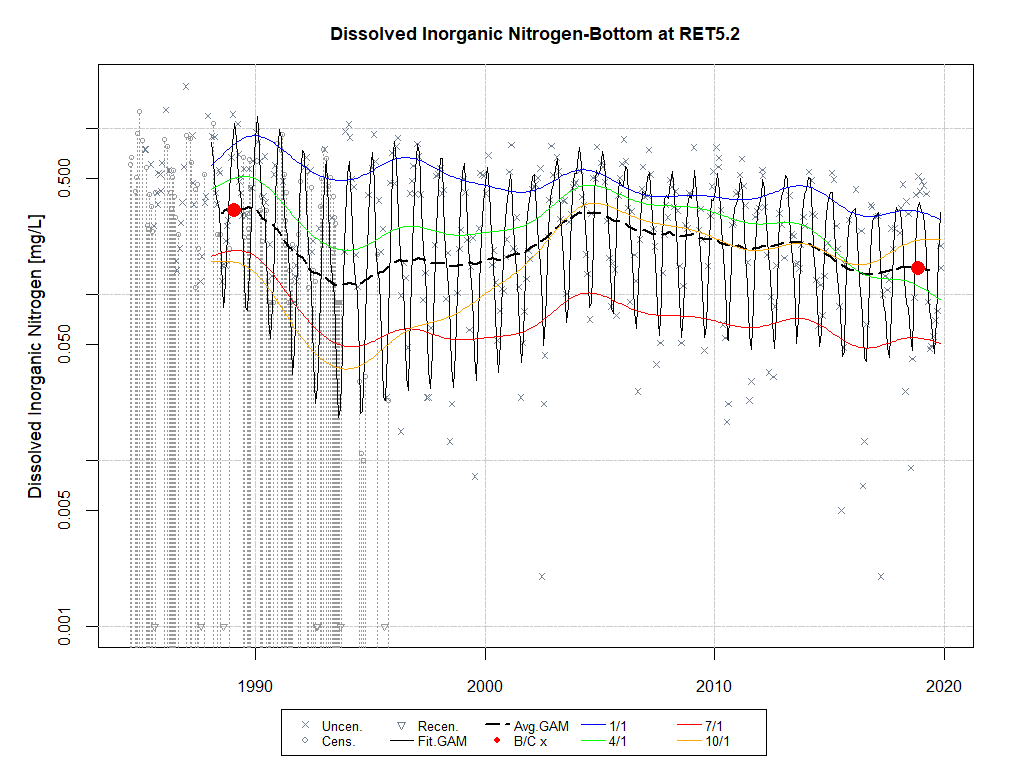 Dissolved Inorganic Nitrogen-Bottom at RET5.2
Dissolved Inorganic Nitrogen [mg/L]
0.500
0.050
0.005
0.001
1990 2000 2010 2020
Uncen. Recen. Avg.GAM 1/1 7/1
Cens. Fit.GAM B/C x 4/1 10/1